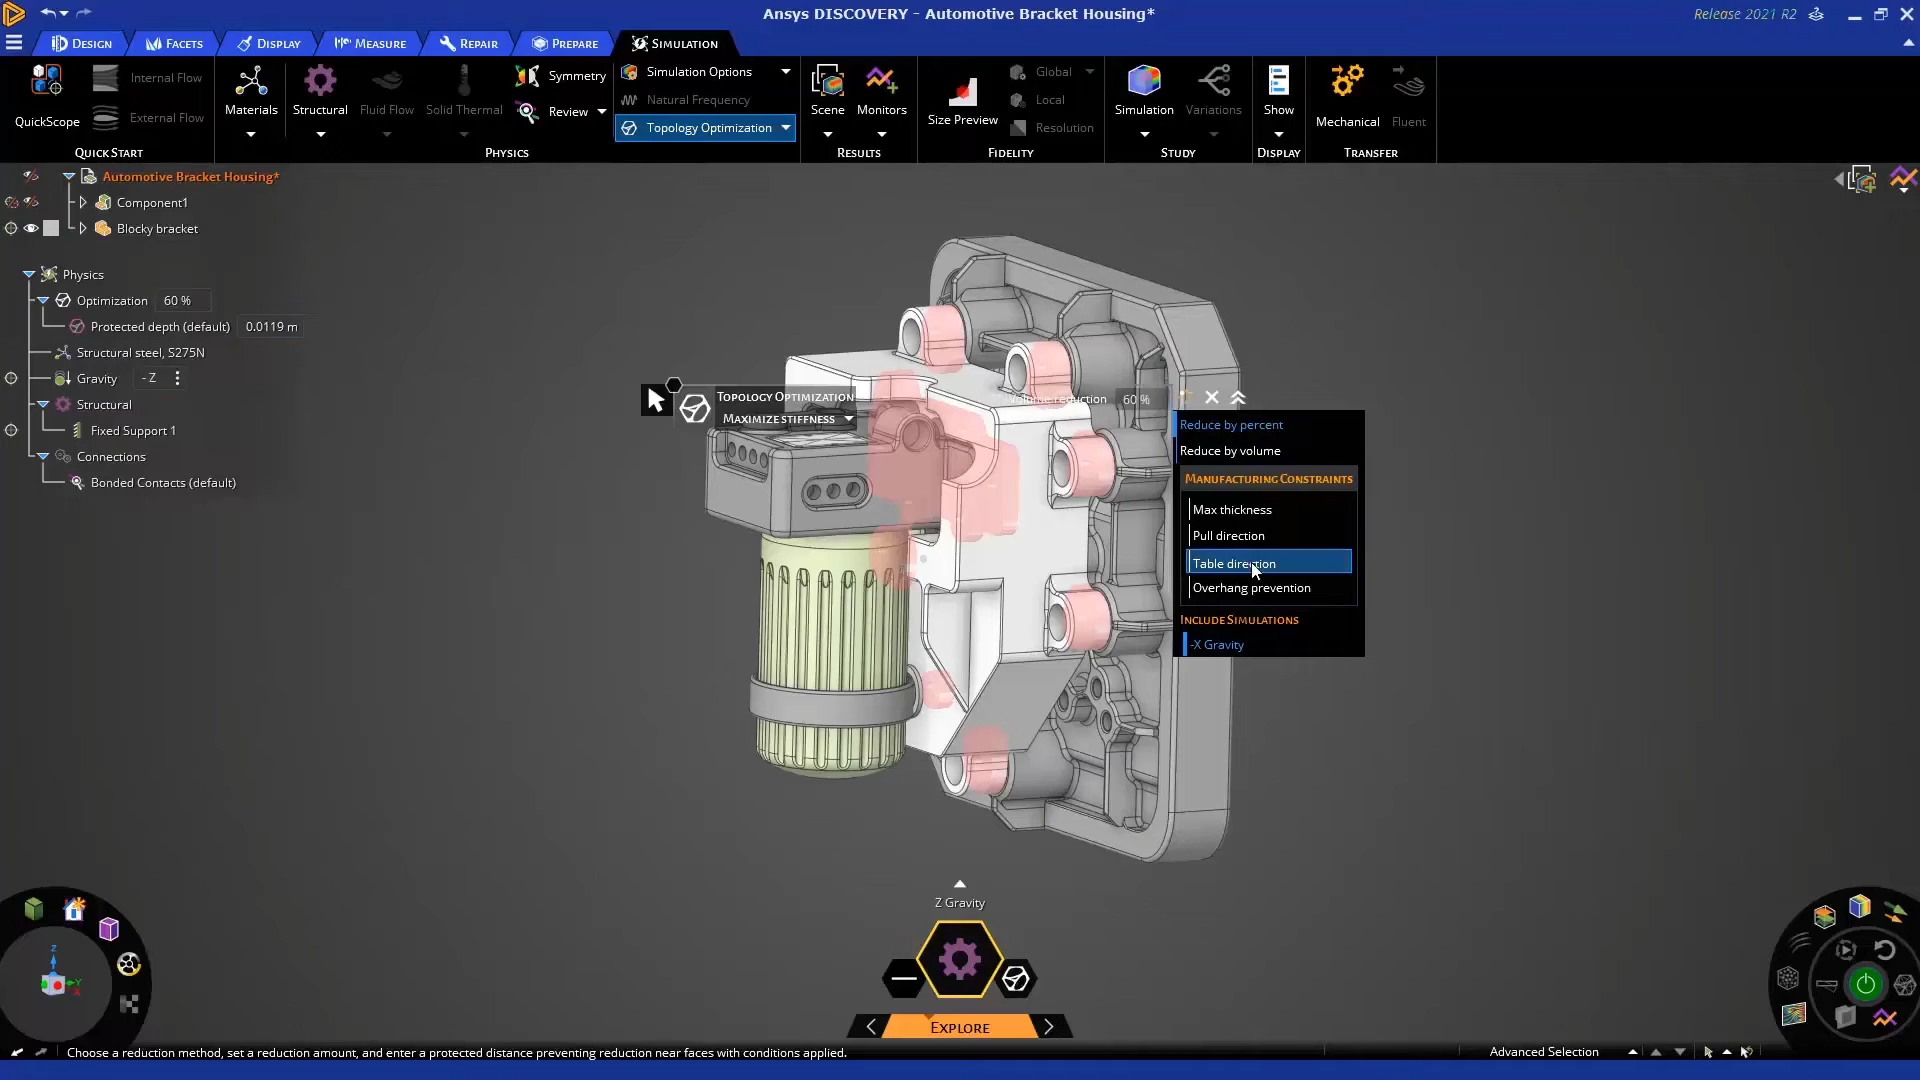 Ansys DISCOVERY - Automotive Bracket Housing*
Release 2021 R2
DESIGN FACETS DISPLAY MEASURE REPAIR PREPARE SIMULATION
QuickScope
Internal Flow
External Flow
QUICK START
Materials
Structural
Fluid Flow
Solid Thermal
Symmetry
Review
Simulation Options
Natural Frequency
Topology Optimization
PHYSICS
Scene
Monitors
RESULTS
Size Preview
Global
Local
Resolution
FIDELITY
Simulation
Variations
STUDY
Show
DISPLAY
Mechanical
Fluent
TRANSFER
Automotive Bracket Housing*
Component1
Blocky bracket
Physics
Optimization 60 %
Protected depth (default) 0.0119 m
Structural steel, S275N
Gravity - Z
Structural
Fixed Support 1
Connections
Bonded Contacts (default)
TOPOLOGY OPTIMIZATION
MAXIMIZE STIFFNESS
Volume reduction 60 %
Reduce by percent
Reduce by volume
MANUFACTURING CONSTRAINTS
Max thickness
Pull direction
Table direction
Overhang prevention
INCLUDE SIMULATIONS
-X Gravity
Z Gravity
EXPLORE
Z
Y
X
Choose a reduction method, set a reduction amount, and enter a protected distance preventing reduction near faces with conditions applied.
Advanced Selection